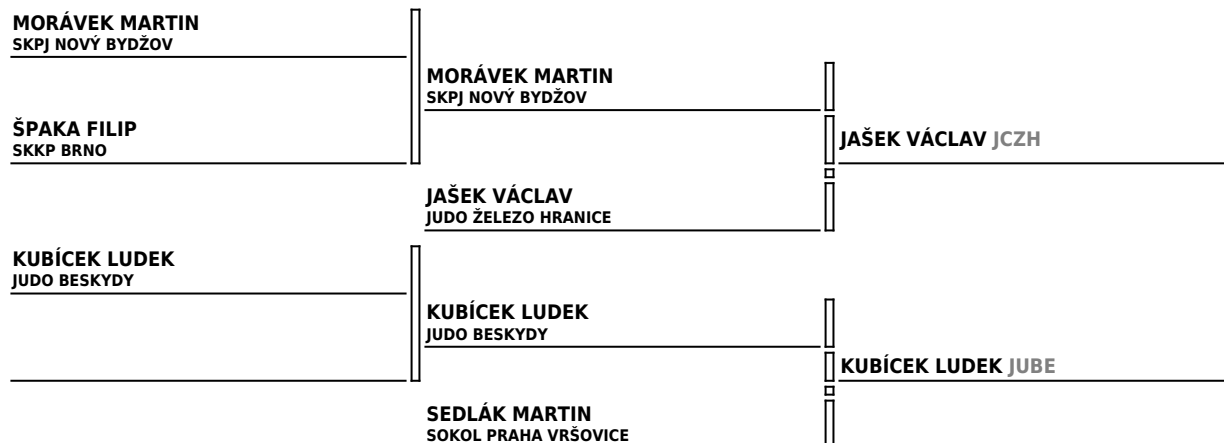 MORÁVEK MARTIN
SKPJ NOVÝ BYDŽOV
MORÁVEK MARTIN
SKPJ NOVÝ BYDŽOV
ŠPAKA FILIP
SKKP BRNO
JAŠEK VÁCLAV JCZH
JAŠEK VÁCLAV
JUDO ŽELEZO HRANICE
KUBÍCEK LUDEK
JUDO BESKYDY
KUBÍCEK LUDEK
JUDO BESKYDY
KUBÍCEK LUDEK JUBE
SEDLÁK MARTIN
SOKOL PRAHA VRŠOVICE